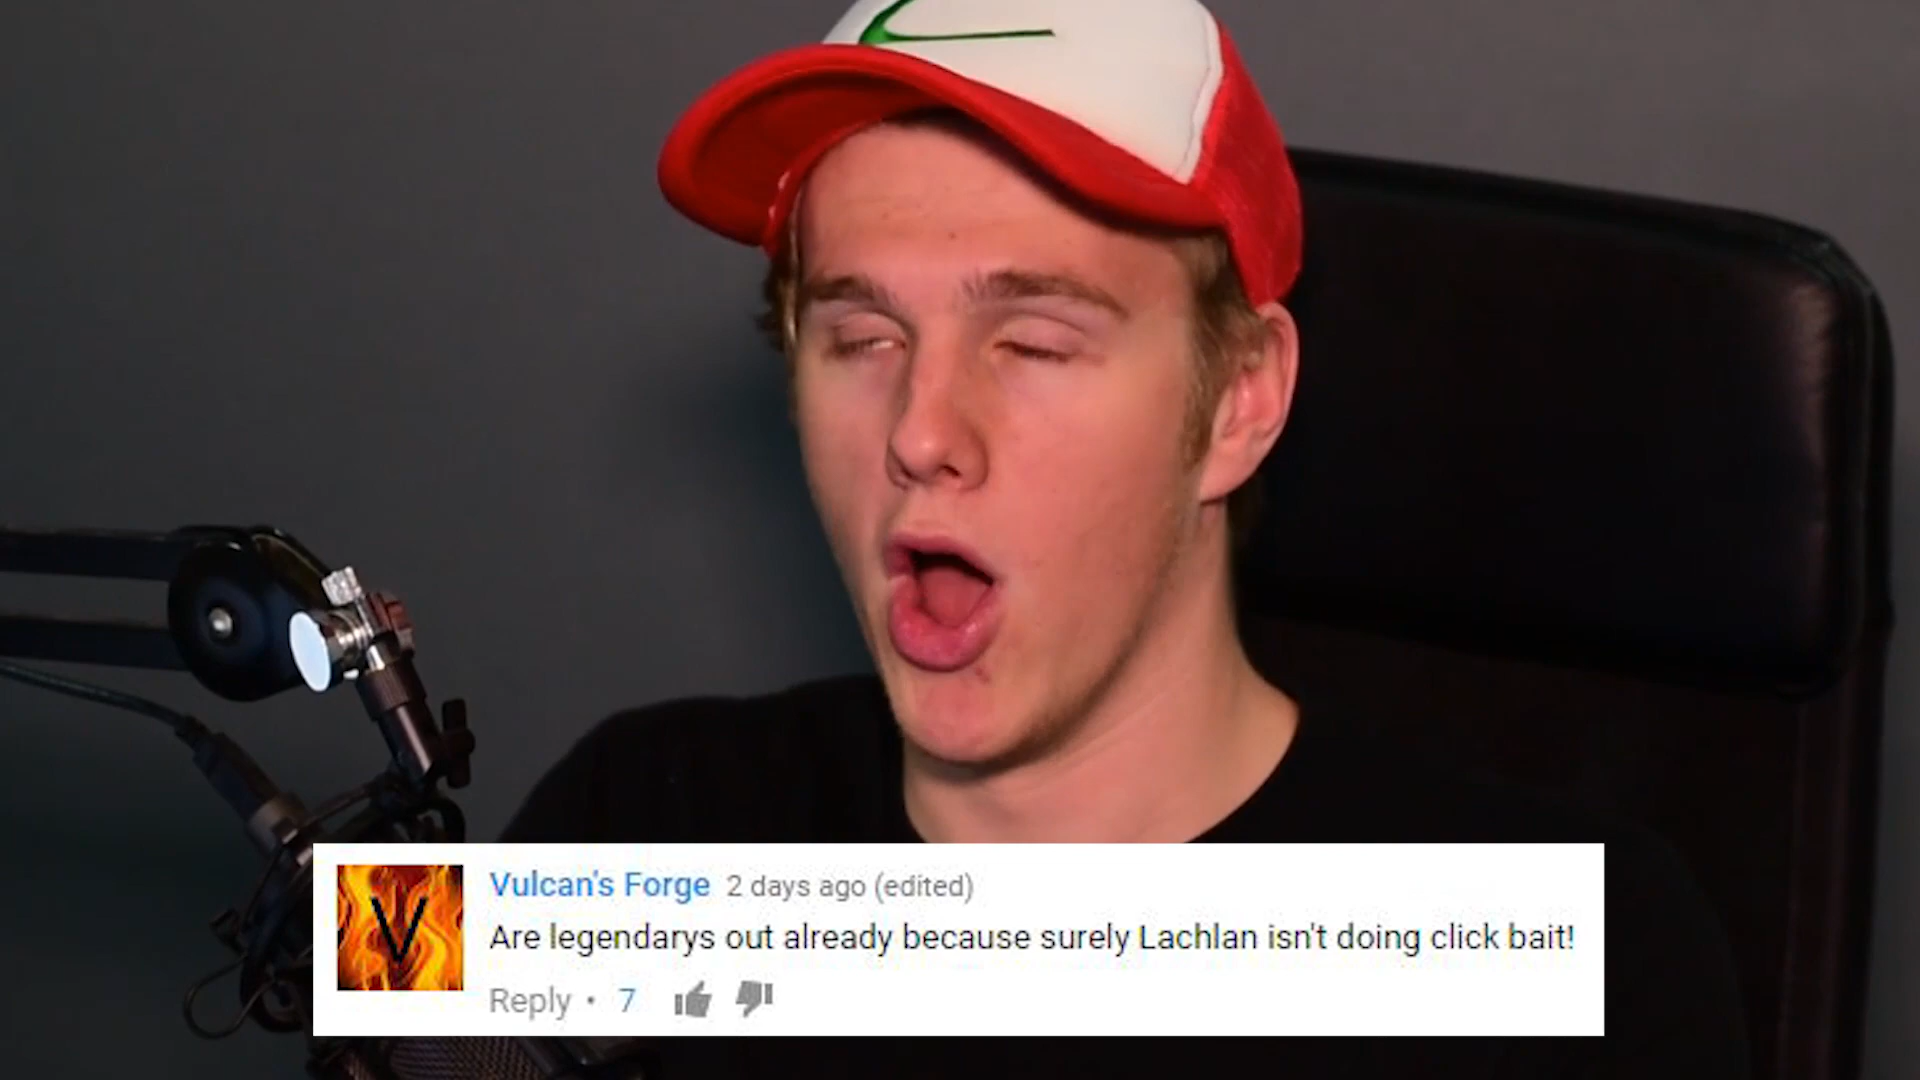 V
Vulcan's Forge 2 days ago (edited)
Are legendarys out already because surely Lachlan isn't doing click bait!
Reply • 7